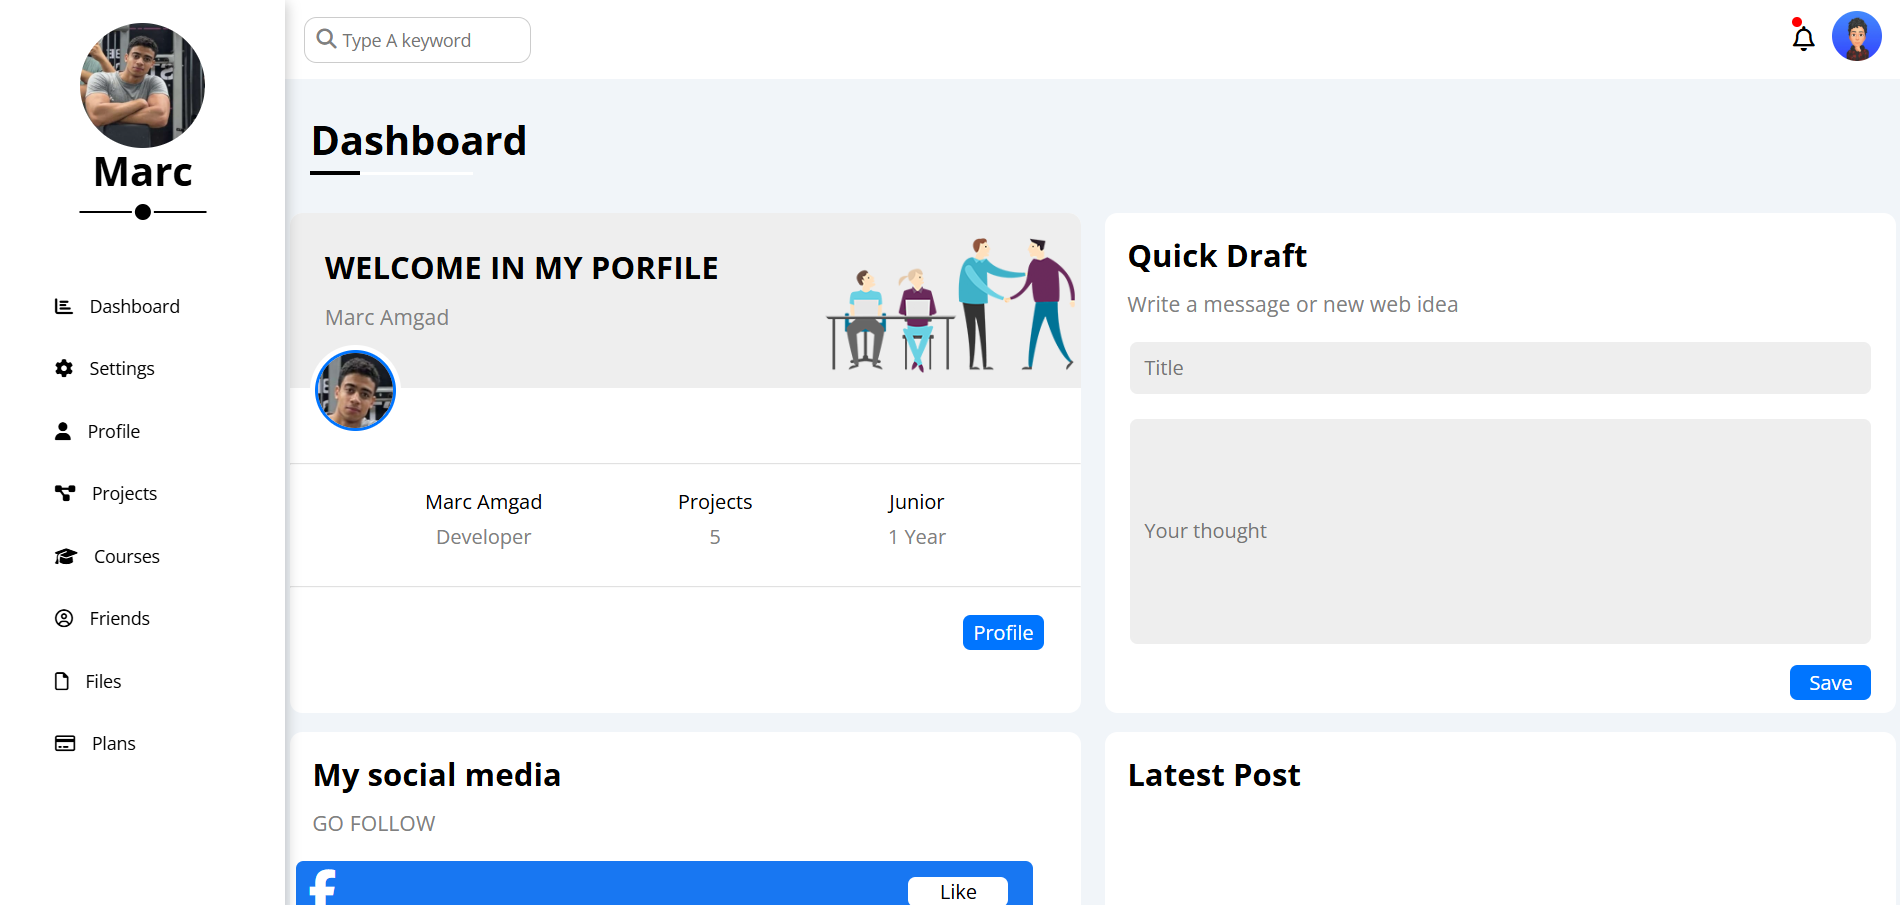 Marc
Dashboard
Settings
Profile
Projects
Courses
Friends
Files
Plans
Type A keyword
Dashboard
WELCOME IN MY PORFILE
Marc Amgad
Marc Amgad
Developer
Projects
5
Junior
1 Year
Profile
Quick Draft
Write a message or new web idea
Title
Your thought
Save
My social media
GO FOLLOW
Like
Latest Post